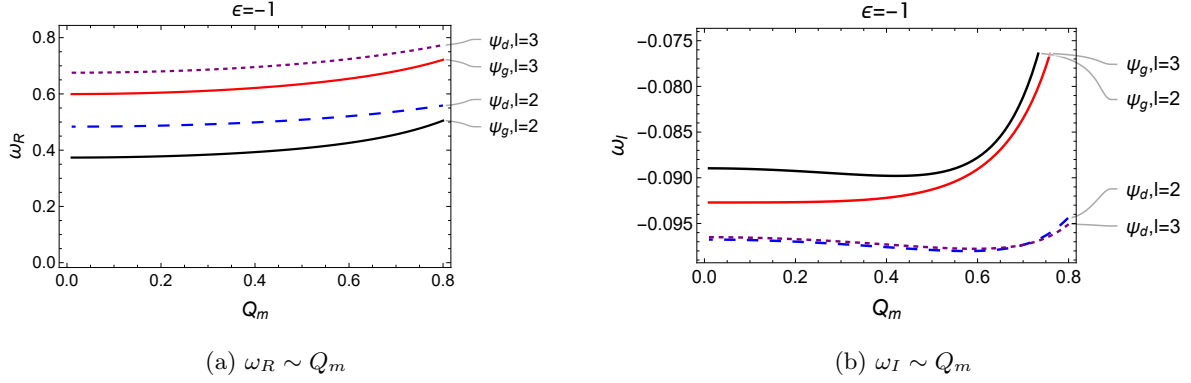 ϵ=-1
0.8
0.6
0.4
0.2
0.0
ω_R
0.0 0.2 0.4 0.6 0.8
Q_m
ψ_d,l=3
ψ_g,l=3
ψ_d,l=2
ψ_g,l=2
(a) ω_R ∼ Q_m
ϵ=-1
-0.075
-0.080
-0.085
-0.090
-0.095
ω_I
0.0 0.2 0.4 0.6 0.8
Q_m
ψ_g,l=3
ψ_g,l=2
ψ_d,l=2
ψ_d,l=3
(b) ω_I ∼ Q_m